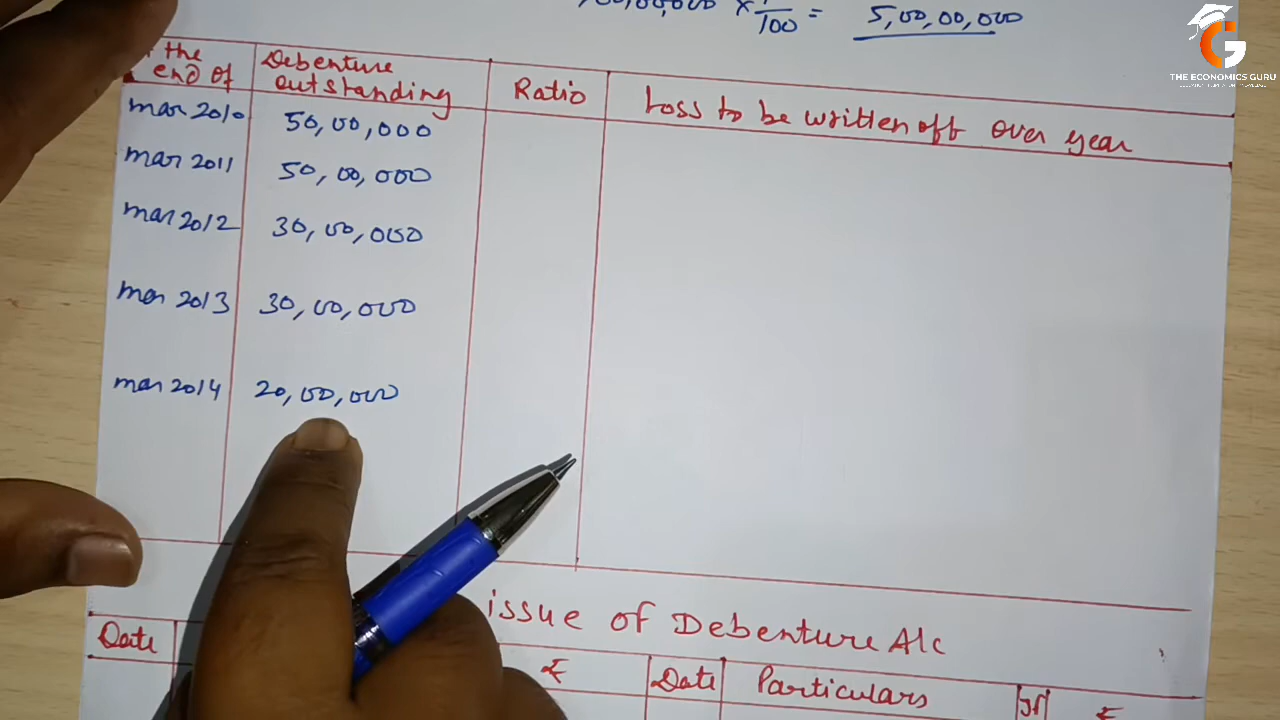 100 = 5,00,00,000
THE ECONOMICS GURU
the
end of
Debenture
outstanding
Ratio
Loss to be written off over year
mar 2010 50,00,000
mar 2011 50,00,000
mar 2012 30,00,000
mar 2013 30,00,000
mar 2014 20,00,000
issue of Debenture A/c
Date ₹ Date Particulars Jf ₹